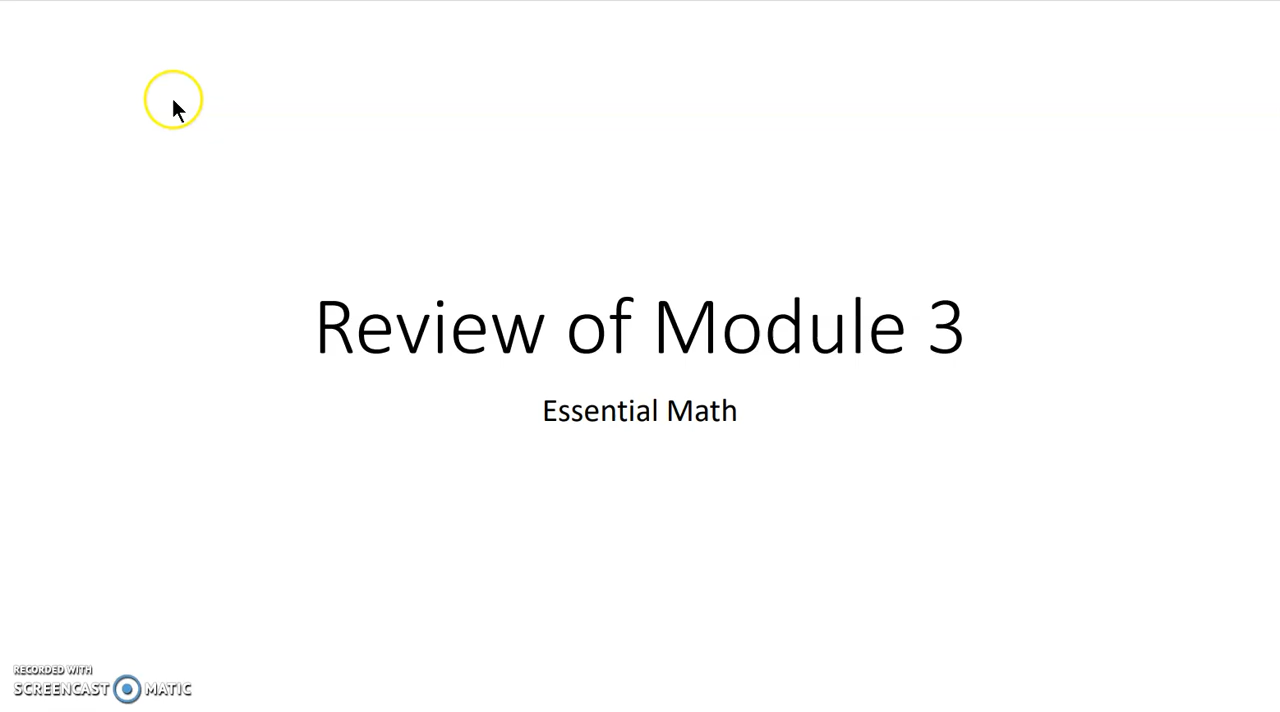 Review of Module 3
Essential Math
RECORDED WITH
SCREENCAST MATIC